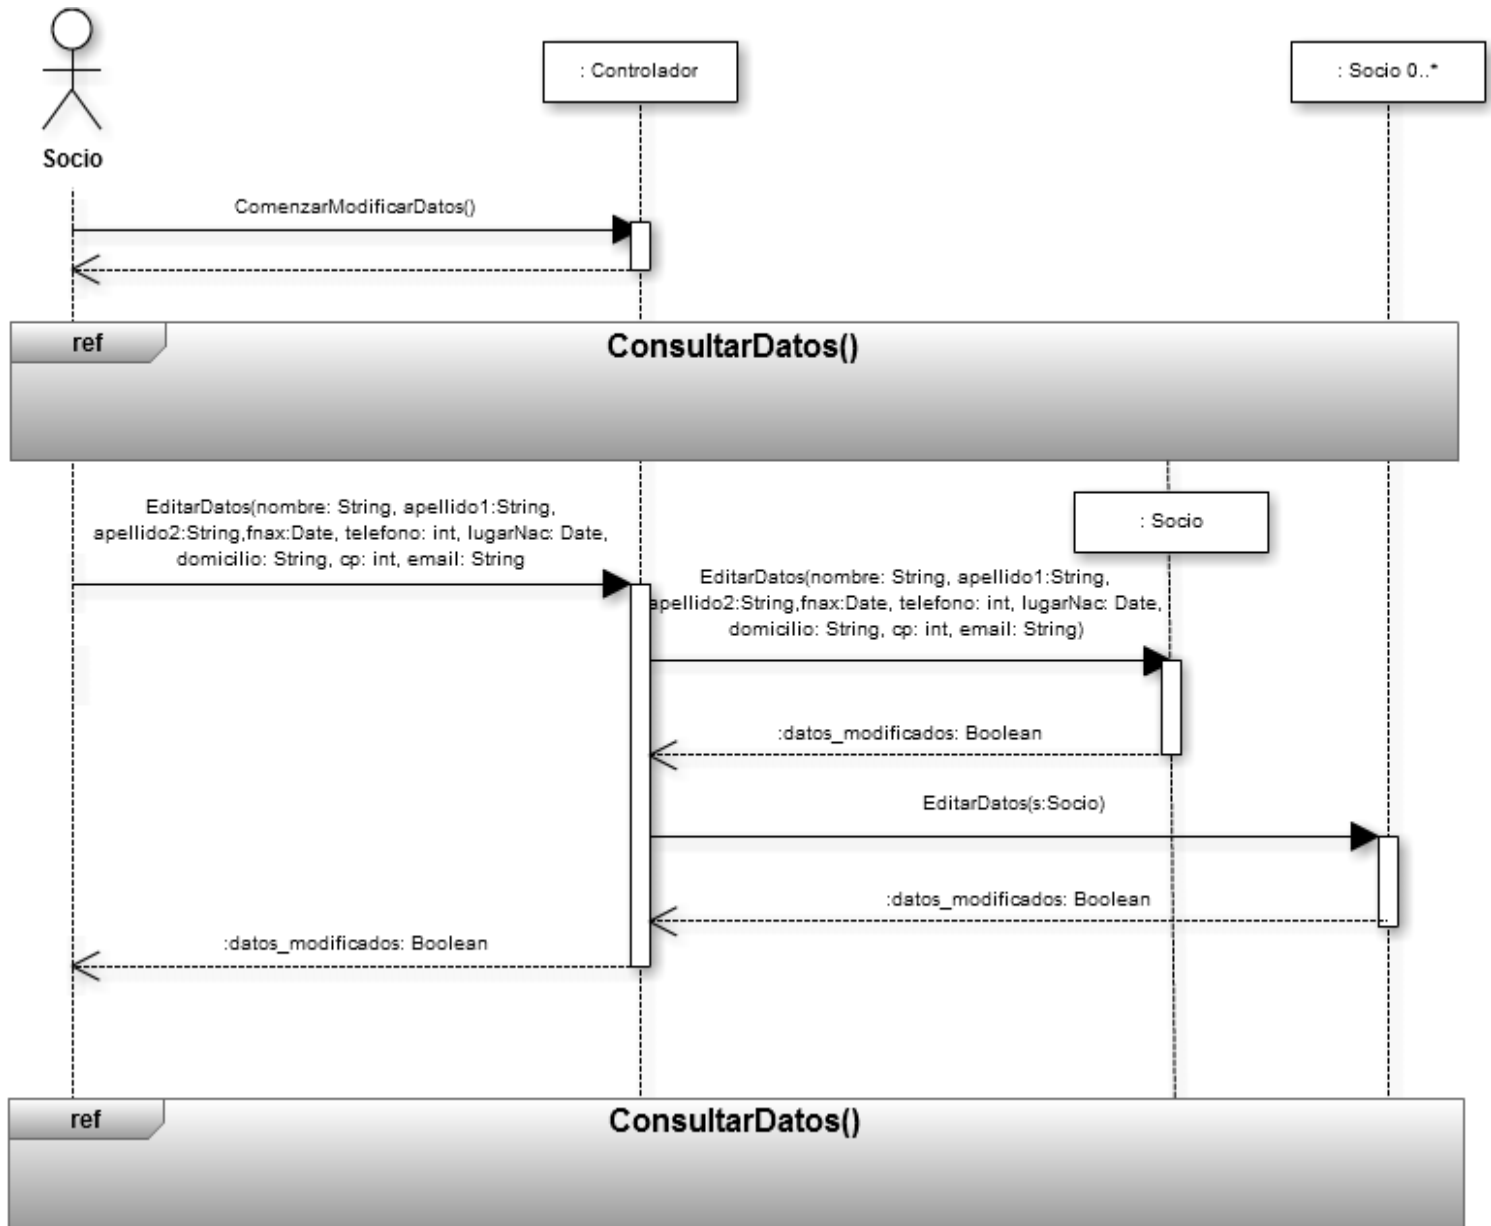 : Controlador
: Socio 0..*
Socio
ComenzarModificarDatos()
ref
ConsultarDatos()
EditarDatos(nombre: String, apellido1:String,
apellido2:String,fnax:Date, telefono: int, lugarNac: Date,
domicilio: String, cp: int, email: String
: Socio
EditarDatos(nombre: String, apellido1:String,
apellido2:String,fnax:Date, telefono: int, lugarNac: Date,
domicilio: String, cp: int, email: String)
:datos_modificados: Boolean
EditarDatos(s:Socio)
:datos_modificados: Boolean
:datos_modificados: Boolean
ref
ConsultarDatos()